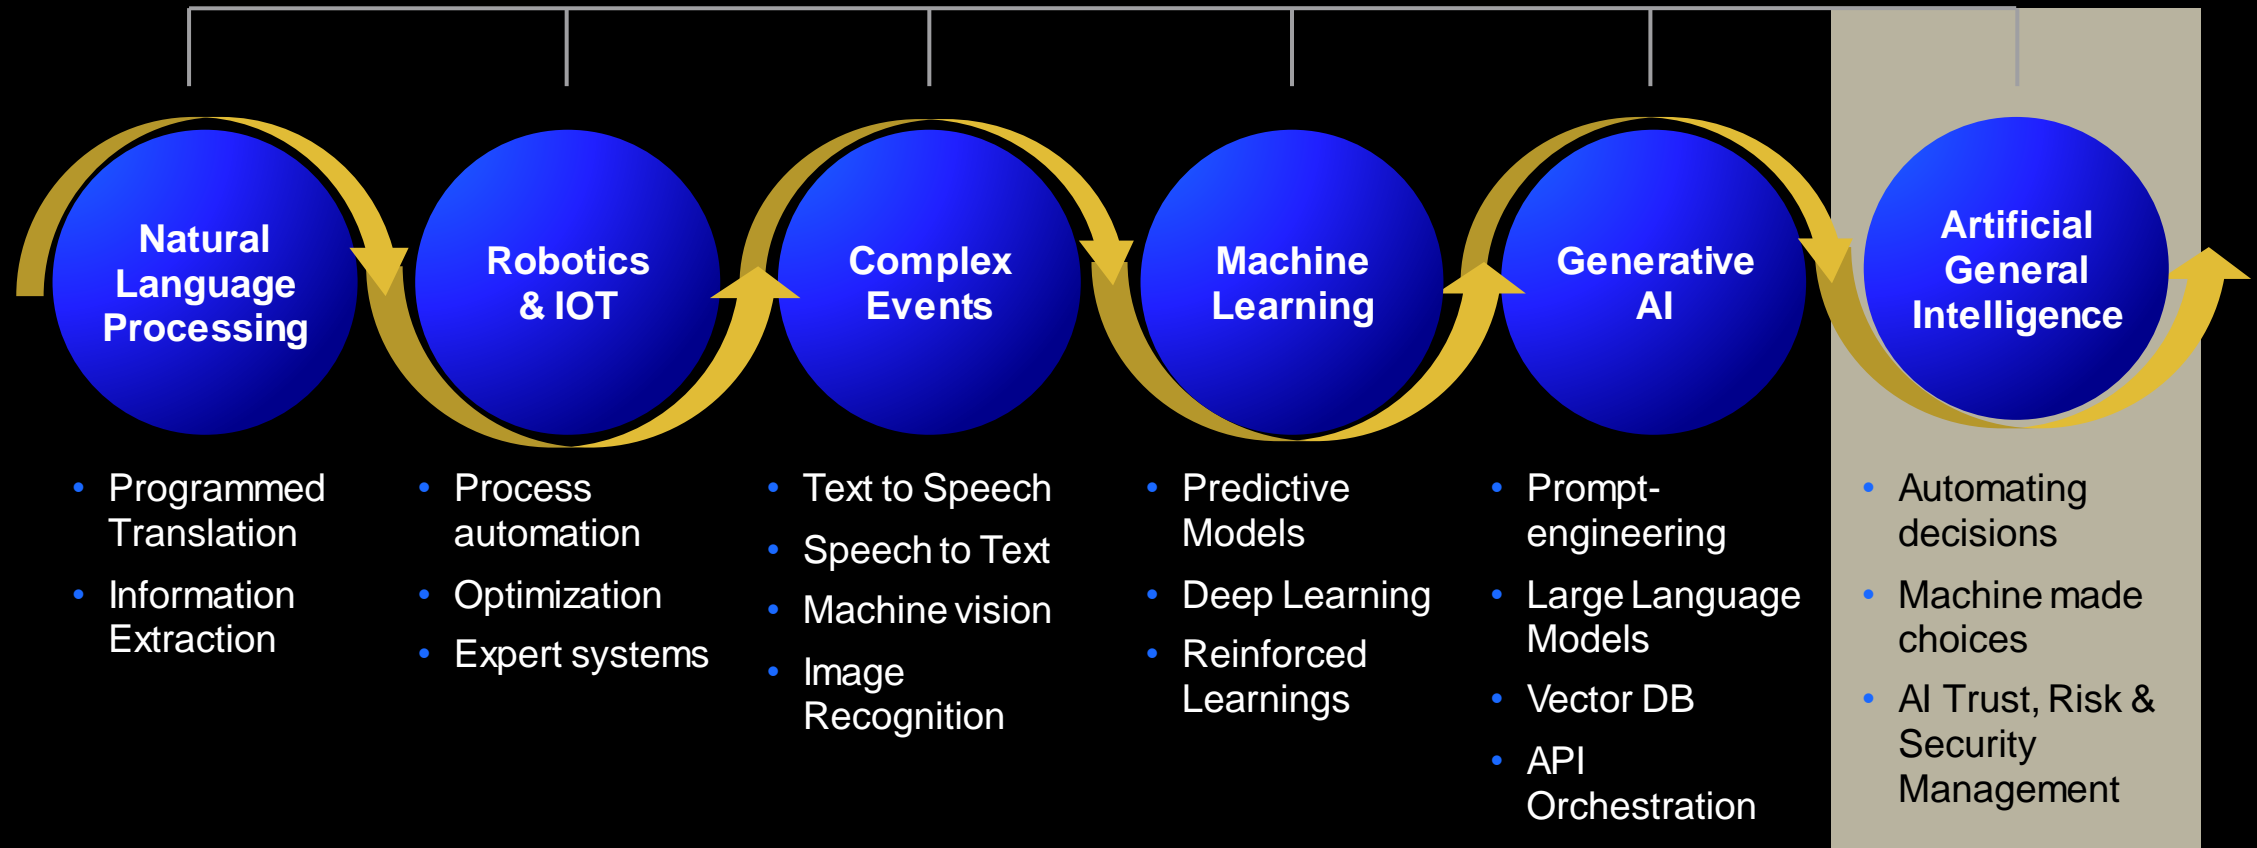 Natural
Language
Processing
Robotics
& IOT
Complex
Events
Machine
Learning
Generative
AI
Artificial
General
Intelligence
• Programmed
Translation
• Information
Extraction
• Process
automation
• Optimization
• Expert systems
• Text to Speech
• Speech to Text
• Machine vision
• Image
Recognition
• Predictive
Models
• Deep Learning
• Reinforced
Learnings
• Prompt-
engineering
• Large Language
Models
• Vector DB
• API
Orchestration
• Automating
decisions
• Machine made
choices
• AI Trust, Risk &
Security
Management